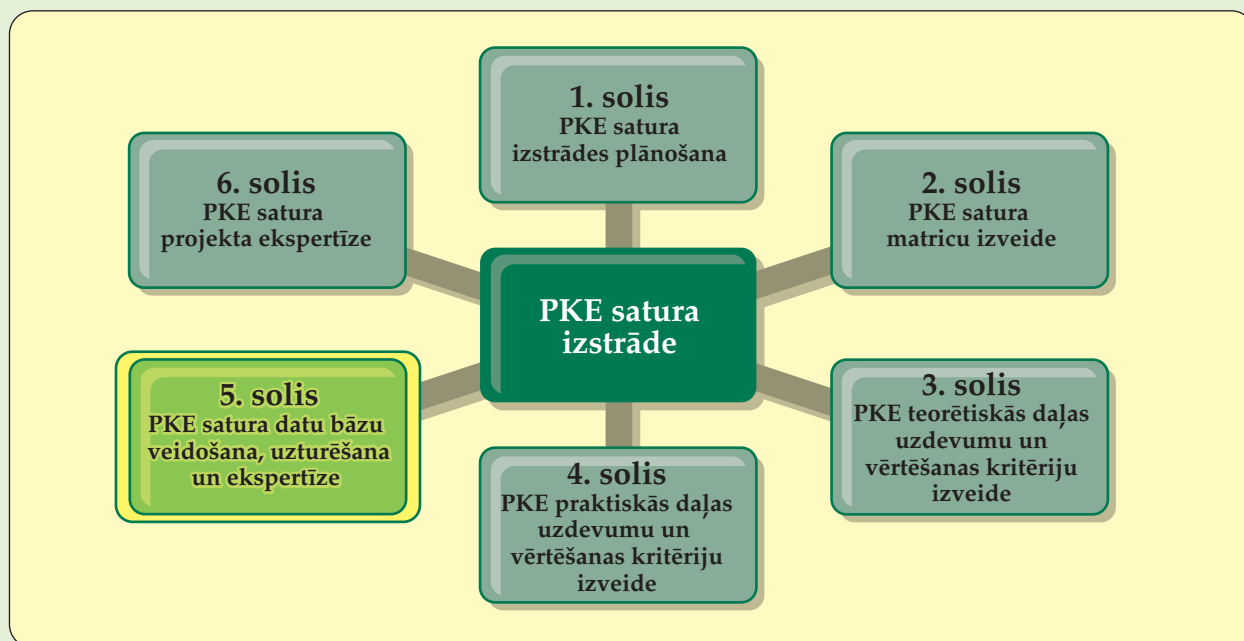 1. solis
PKE satura
izstrādes plānošana
2. solis
PKE satura
matricu izveide
3. solis
PKE teorētiskās daļas
uzdevumu un
vērtēšanas kritēriju
izveide
4. solis
PKE praktiskās daļas
uzdevumu un
vērtēšanas kritēriju
izveide
5. solis
PKE satura datu bāzu
veidošana, uzturēšana
un ekspertīze
6. solis
PKE satura
projekta ekspertīze
PKE satura
izstrāde